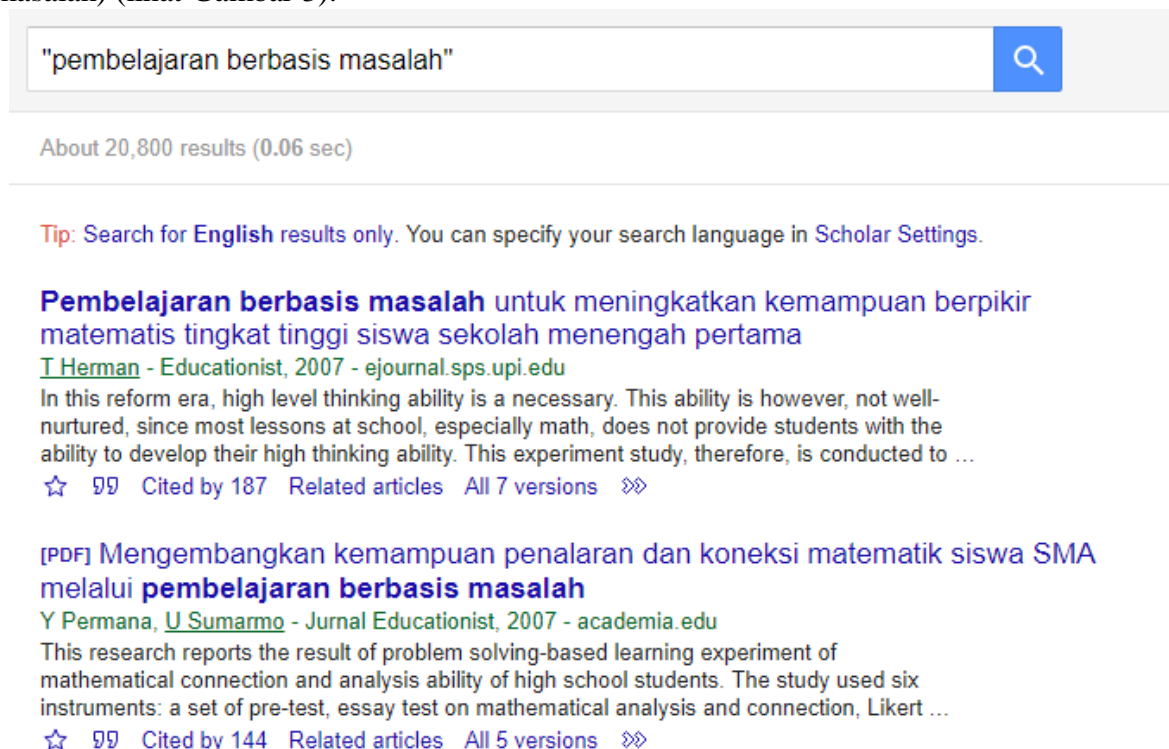 (lihat Gambar 3).
"pembelajaran berbasis masalah"
About 20,800 results (0.06 sec)
Tip: Search for English results only. You can specify your search language in Scholar Settings.
Pembelajaran berbasis masalah untuk meningkatkan kemampuan berpikir
matematis tingkat tinggi siswa sekolah menengah pertama
T Herman - Educationist, 2007 - ejournal.sps.upi.edu
In this reform era, high level thinking ability is a necessary. This ability is however, not well-
nurtured, since most lessons at school, especially math, does not provide students with the
ability to develop their high thinking ability. This experiment study, therefore, is conducted to ...
Cited by 187 Related articles All 7 versions
[PDF] Mengembangkan kemampuan penalaran dan koneksi matematik siswa SMA
melalui pembelajaran berbasis masalah
Y Permana, U Sumarmo - Jurnal Educationist, 2007 - academia.edu
This research reports the result of problem solving-based learning experiment of
mathematical connection and analysis ability of high school students. The study used six
instruments: a set of pre-test, essay test on mathematical analysis and connection, Likert ...
Cited by 144 Related articles All 5 versions